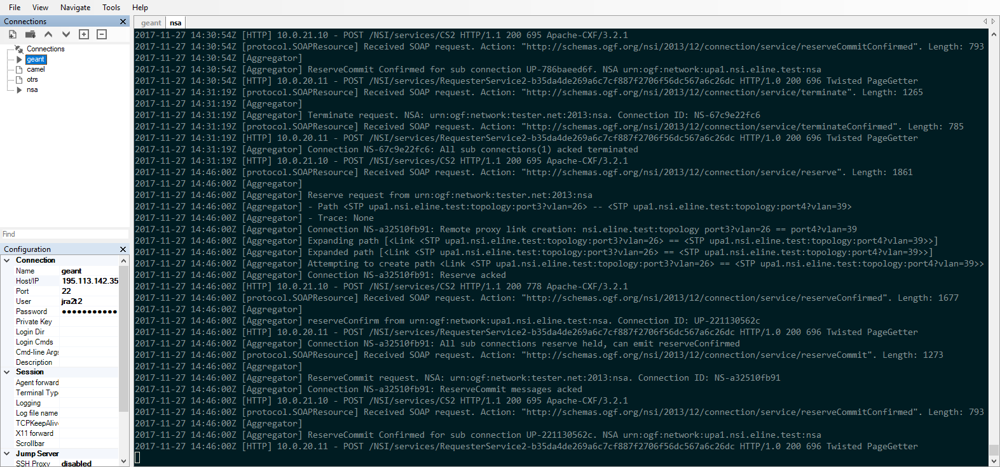 File View Navigate Tools Help
Connections
Connections
geant
camel
otrs
nsa
Find
Configuration
Connection
Name geant
Host/IP 195.113.142.35
Port 22
User jra2t2
Password ●●●●●●●●●●●
Private Key
Login Dir
Login Cmds
Cmd-line Args
Description
Session
Agent forward
Terminal Type
Logging
Log file name
TCPKeepAlive
X11 forward
Scrollbar
Jump Server
SSH Proxy disabled
geant nsa
2017-11-27 14:30:54Z [HTTP] 10.0.21.10 - POST /NSI/services/CS2 HTTP/1.1 200 695 Apache-CXF/3.2.1
2017-11-27 14:30:54Z [protocol.SOAPResource] Received SOAP request. Action: "http://schemas.ogf.org/nsi/2013/12/connection/service/reserveCommitConfirmed". Length: 793
2017-11-27 14:30:54Z [Aggregator]
2017-11-27 14:30:54Z [Aggregator] ReserveCommit Confirmed for sub connection UP-786baeed6f. NSA urn:ogf:network:upa1.nsi.eline.test:nsa
2017-11-27 14:30:54Z [HTTP] 10.0.20.11 - POST /NSI/services/RequesterService2-b35da4de269a6c7cf887f2706f56dc567a6c26dc HTTP/1.0 200 696 Twisted PageGetter
2017-11-27 14:31:19Z [protocol.SOAPResource] Received SOAP request. Action: "http://schemas.ogf.org/nsi/2013/12/connection/service/terminate". Length: 1265
2017-11-27 14:31:19Z [Aggregator]
2017-11-27 14:31:19Z [Aggregator] Terminate request. NSA: urn:ogf:network:tester.net:2013:nsa. Connection ID: NS-67c9e22fc6
2017-11-27 14:31:19Z [protocol.SOAPResource] Received SOAP request. Action: "http://schemas.ogf.org/nsi/2013/12/connection/service/terminateConfirmed". Length: 785
2017-11-27 14:31:19Z [HTTP] 10.0.20.11 - POST /NSI/services/RequesterService2-b35da4de269a6c7cf887f2706f56dc567a6c26dc HTTP/1.0 200 696 Twisted PageGetter
2017-11-27 14:31:19Z [Aggregator] Connection NS-67c9e22fc6: All sub connections(1) acked terminated
2017-11-27 14:31:19Z [HTTP] 10.0.21.10 - POST /NSI/services/CS2 HTTP/1.1 200 695 Apache-CXF/3.2.1
2017-11-27 14:46:00Z [protocol.SOAPResource] Received SOAP request. Action: "http://schemas.ogf.org/nsi/2013/12/connection/service/reserve". Length: 1861
2017-11-27 14:46:00Z [Aggregator]
2017-11-27 14:46:00Z [Aggregator] Reserve request from urn:ogf:network:tester.net:2013:nsa
2017-11-27 14:46:00Z [Aggregator] - Path <STP upa1.nsi.eline.test:topology:port3?vlan=26> -- <STP upa1.nsi.eline.test:topology:port4?vlan=39>
2017-11-27 14:46:00Z [Aggregator] - Trace: None
2017-11-27 14:46:00Z [Aggregator] Connection NS-a32510fb91: Remote proxy link creation: nsi.eline.test:topology port3?vlan=26 == port4?vlan=39
2017-11-27 14:46:00Z [Aggregator] Expanding path [<Link <STP upa1.nsi.eline.test:topology:port3?vlan=26> == <STP upa1.nsi.eline.test:topology:port4?vlan=39>>]
2017-11-27 14:46:00Z [Aggregator] Expanded path [<Link <STP upa1.nsi.eline.test:topology:port3?vlan=26> == <STP upa1.nsi.eline.test:topology:port4?vlan=39>>]
2017-11-27 14:46:00Z [Aggregator] Attempting to create path <Link <STP upa1.nsi.eline.test:topology:port3?vlan=26> == <STP upa1.nsi.eline.test:topology:port4?vlan=39>>
2017-11-27 14:46:00Z [Aggregator] Connection NS-a32510fb91: Reserve acked
2017-11-27 14:46:00Z [HTTP] 10.0.21.10 - POST /NSI/services/CS2 HTTP/1.1 200 778 Apache-CXF/3.2.1
2017-11-27 14:46:00Z [protocol.SOAPResource] Received SOAP request. Action: "http://schemas.ogf.org/nsi/2013/12/connection/service/reserveConfirmed". Length: 1677
2017-11-27 14:46:00Z [Aggregator]
2017-11-27 14:46:00Z [Aggregator] reserveConfirm from urn:ogf:network:upa1.nsi.eline.test:nsa. Connection ID: UP-221130562c
2017-11-27 14:46:00Z [HTTP] 10.0.20.11 - POST /NSI/services/RequesterService2-b35da4de269a6c7cf887f2706f56dc567a6c26dc HTTP/1.0 200 696 Twisted PageGetter
2017-11-27 14:46:00Z [Aggregator] Connection NS-a32510fb91: All sub connections reserve held, can emit reserveConfirmed
2017-11-27 14:46:00Z [protocol.SOAPResource] Received SOAP request. Action: "http://schemas.ogf.org/nsi/2013/12/connection/service/reserveCommit". Length: 1273
2017-11-27 14:46:00Z [Aggregator]
2017-11-27 14:46:00Z [Aggregator] ReserveCommit request. NSA: urn:ogf:network:tester.net:2013:nsa. Connection ID: NS-a32510fb91
2017-11-27 14:46:00Z [Aggregator] Connection NS-a32510fb91: ReserveCommit messages acked
2017-11-27 14:46:00Z [HTTP] 10.0.21.10 - POST /NSI/services/CS2 HTTP/1.1 200 695 Apache-CXF/3.2.1
2017-11-27 14:46:00Z [protocol.SOAPResource] Received SOAP request. Action: "http://schemas.ogf.org/nsi/2013/12/connection/service/reserveCommitConfirmed". Length: 793
2017-11-27 14:46:00Z [Aggregator]
2017-11-27 14:46:00Z [Aggregator] ReserveCommit Confirmed for sub connection UP-221130562c. NSA urn:ogf:network:upa1.nsi.eline.test:nsa
2017-11-27 14:46:00Z [HTTP] 10.0.20.11 - POST /NSI/services/RequesterService2-b35da4de269a6c7cf887f2706f56dc567a6c26dc HTTP/1.0 200 696 Twisted PageGetter